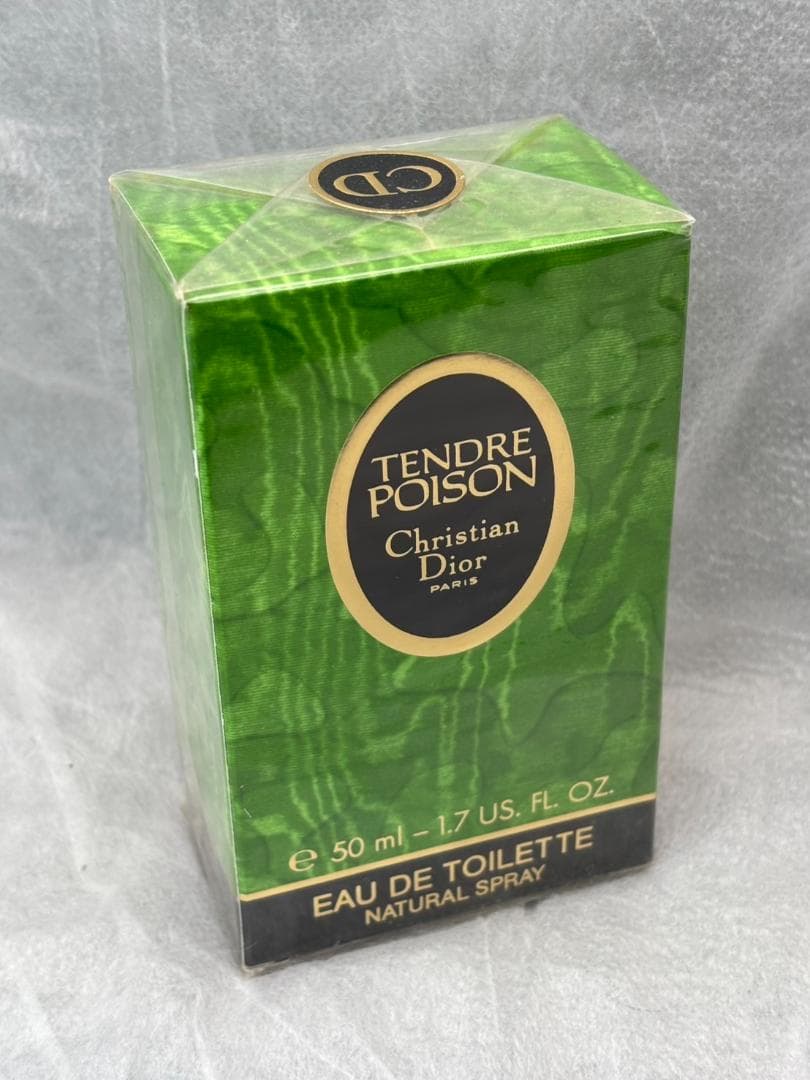 CD
TENDRE
POISON
Christian
Dior
PARIS
e 50 ml - 1.7 US. FL. OZ.
EAU DE TOILETTE
NATURAL SPRAY